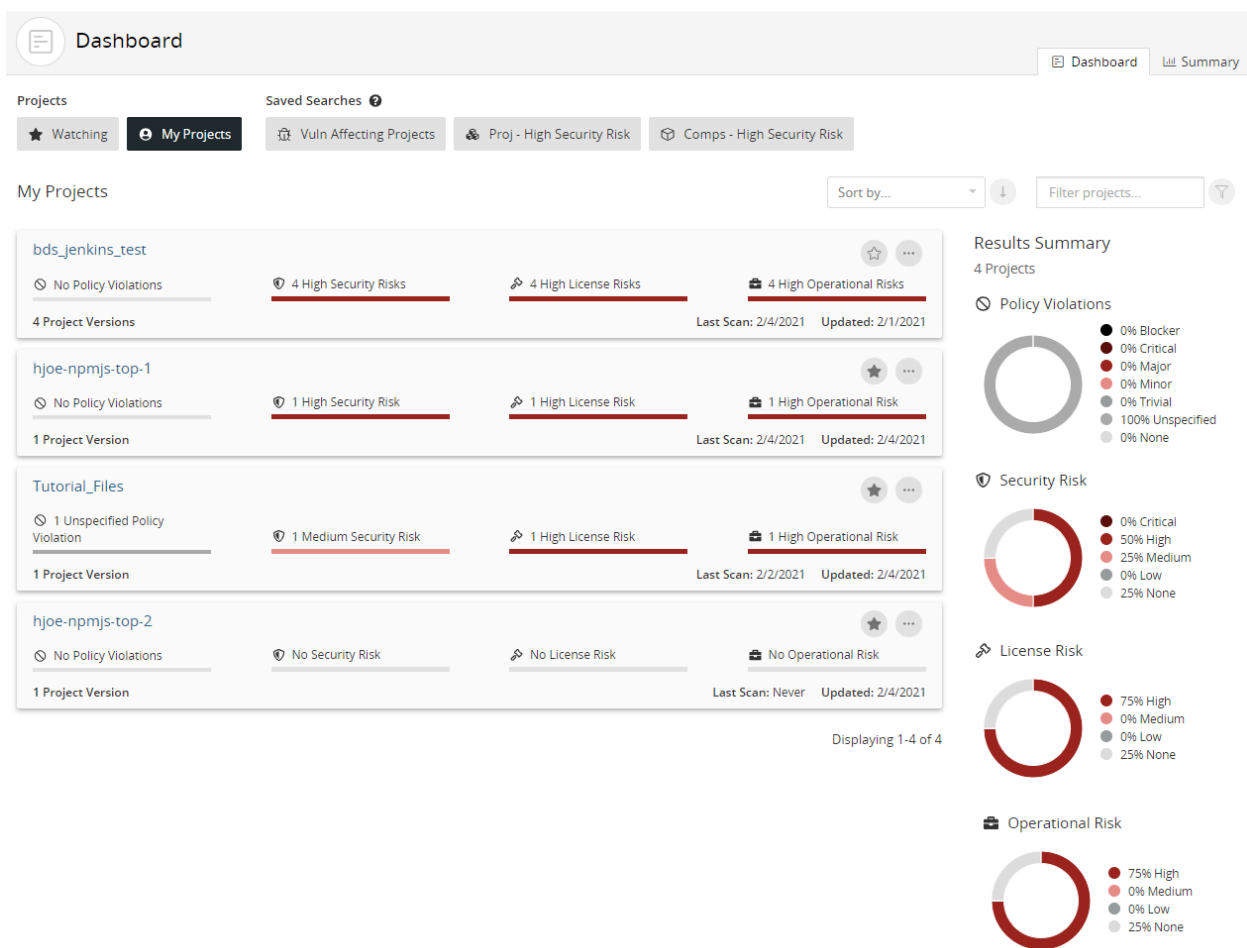 Dashboard
Dashboard Summary
Projects
Saved Searches ?
Watching My Projects Vuln Affecting Projects Proj - High Security Risk Comps - High Security Risk
My Projects
Sort by... Filter projects...
bds_jenkins_test
No Policy Violations 4 High Security Risks 4 High License Risks 4 High Operational Risks
4 Project Versions Last Scan: 2/4/2021 Updated: 2/1/2021
hjoe-npmjs-top-1
No Policy Violations 1 High Security Risk 1 High License Risk 1 High Operational Risk
1 Project Version Last Scan: 2/4/2021 Updated: 2/4/2021
Tutorial_Files
1 Unspecified Policy
Violation 1 Medium Security Risk 1 High License Risk 1 High Operational Risk
1 Project Version Last Scan: 2/2/2021 Updated: 2/4/2021
hjoe-npmjs-top-2
No Policy Violations No Security Risk No License Risk No Operational Risk
1 Project Version Last Scan: Never Updated: 2/4/2021
Displaying 1-4 of 4
Results Summary
4 Projects
Policy Violations
0% Blocker
0% Critical
0% Major
0% Minor
0% Trivial
100% Unspecified
0% None
Security Risk
0% Critical
50% High
25% Medium
0% Low
25% None
License Risk
75% High
0% Medium
0% Low
25% None
Operational Risk
75% High
0% Medium
0% Low
25% None